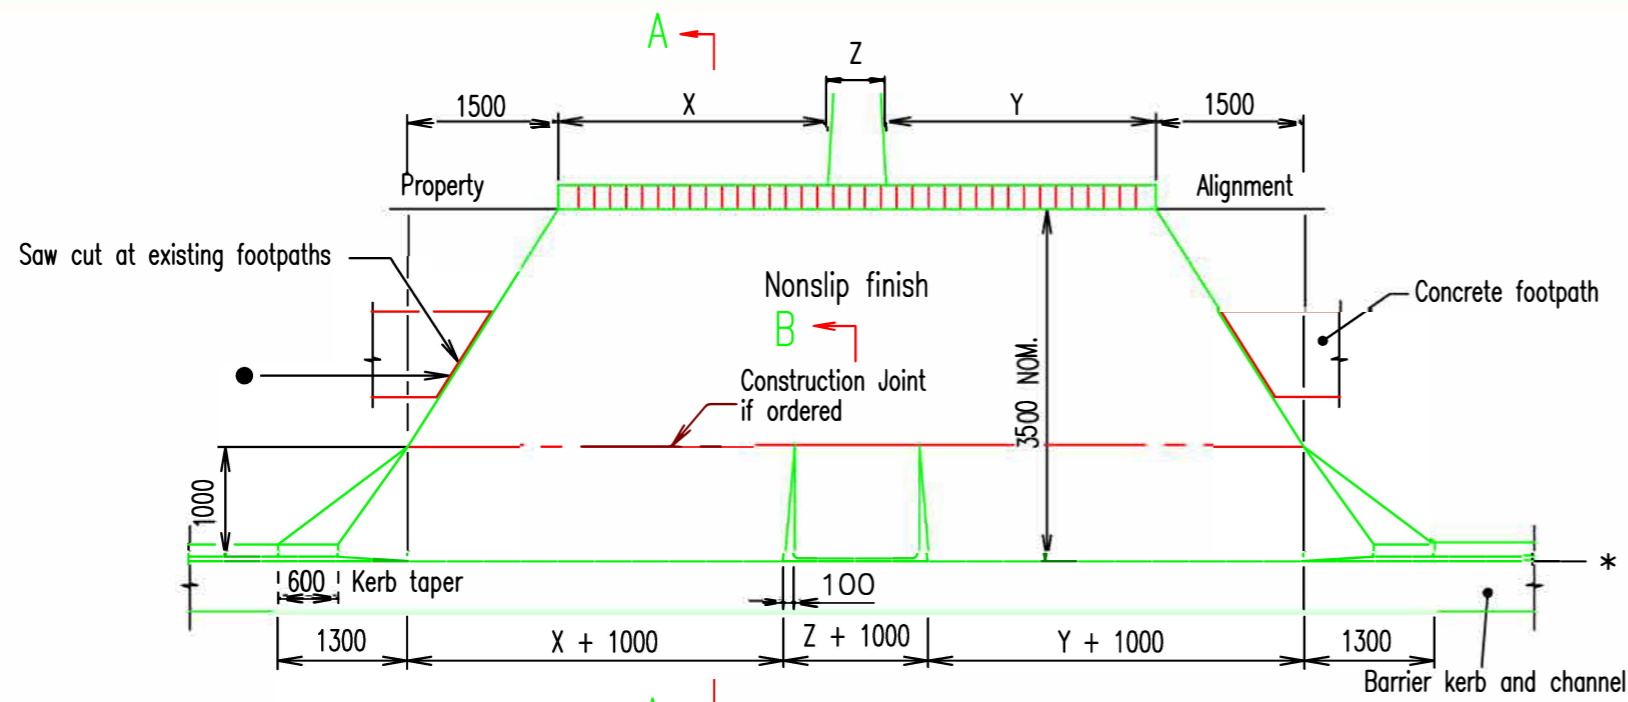 A
Z
1500
X
Y
1500
Property
Alignment
Saw cut at existing footpaths
Nonslip finish
Concrete footpath
B
Construction Joint
if ordered
3500 NOM.
1000
*
600
Kerb taper
100
1300
X + 1000
Z + 1000
Y + 1000
1300
Barrier kerb and channel